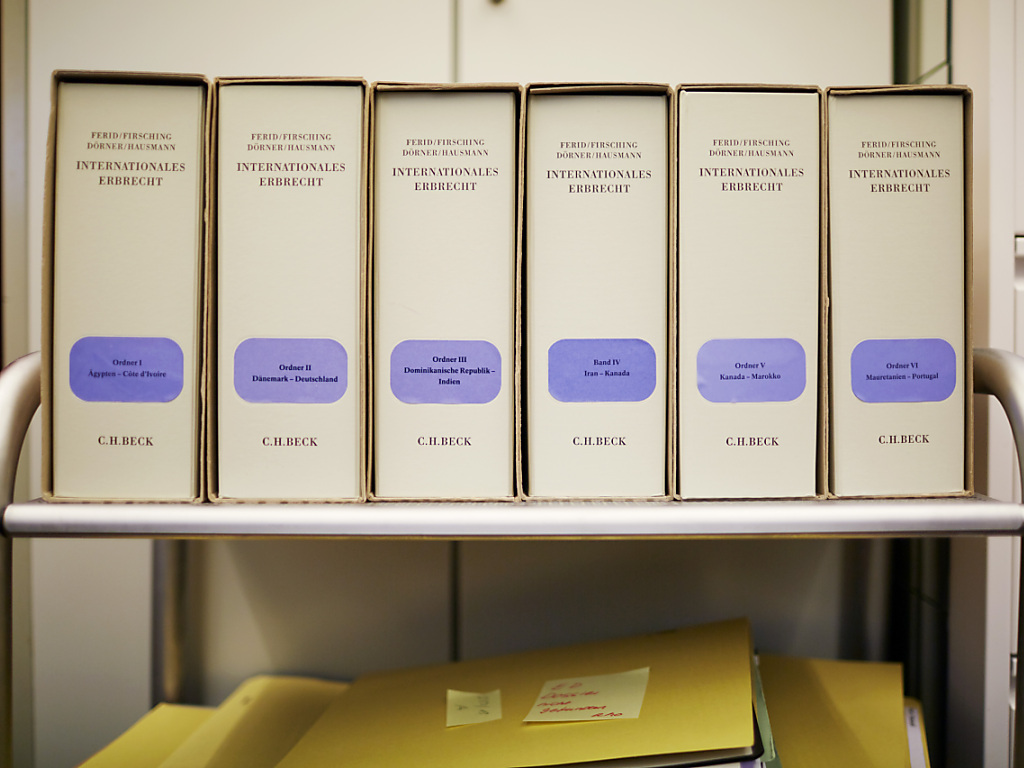 FERID/FIRSCHING
DÖRNER/HAUSMANN
INTERNATIONALES
ERBRECHT
Ordner I
Ägypten – Côte d'Ivoire
C.H.BECK
FERID/FIRSCHING
DÖRNER/HAUSMANN
INTERNATIONALES
ERBRECHT
Ordner II
Dänemark – Deutschland
C.H.BECK
FERID/FIRSCHING
DÖRNER/HAUSMANN
INTERNATIONALES
ERBRECHT
Ordner III
Dominikanische Republik –
Indien
C.H.BECK
FERID/FIRSCHING
DÖRNER/HAUSMANN
INTERNATIONALES
ERBRECHT
Band IV
Iran – Kanada
C.H.BECK
FERID/FIRSCHING
DÖRNER/HAUSMANN
INTERNATIONALES
ERBRECHT
Ordner V
Kanada – Marokko
C.H.BECK
FERID/FIRSCHING
DÖRNER/HAUSMANN
INTERNATIONALES
ERBRECHT
Ordner VI
Mauretanien – Portugal
C.H.BECK